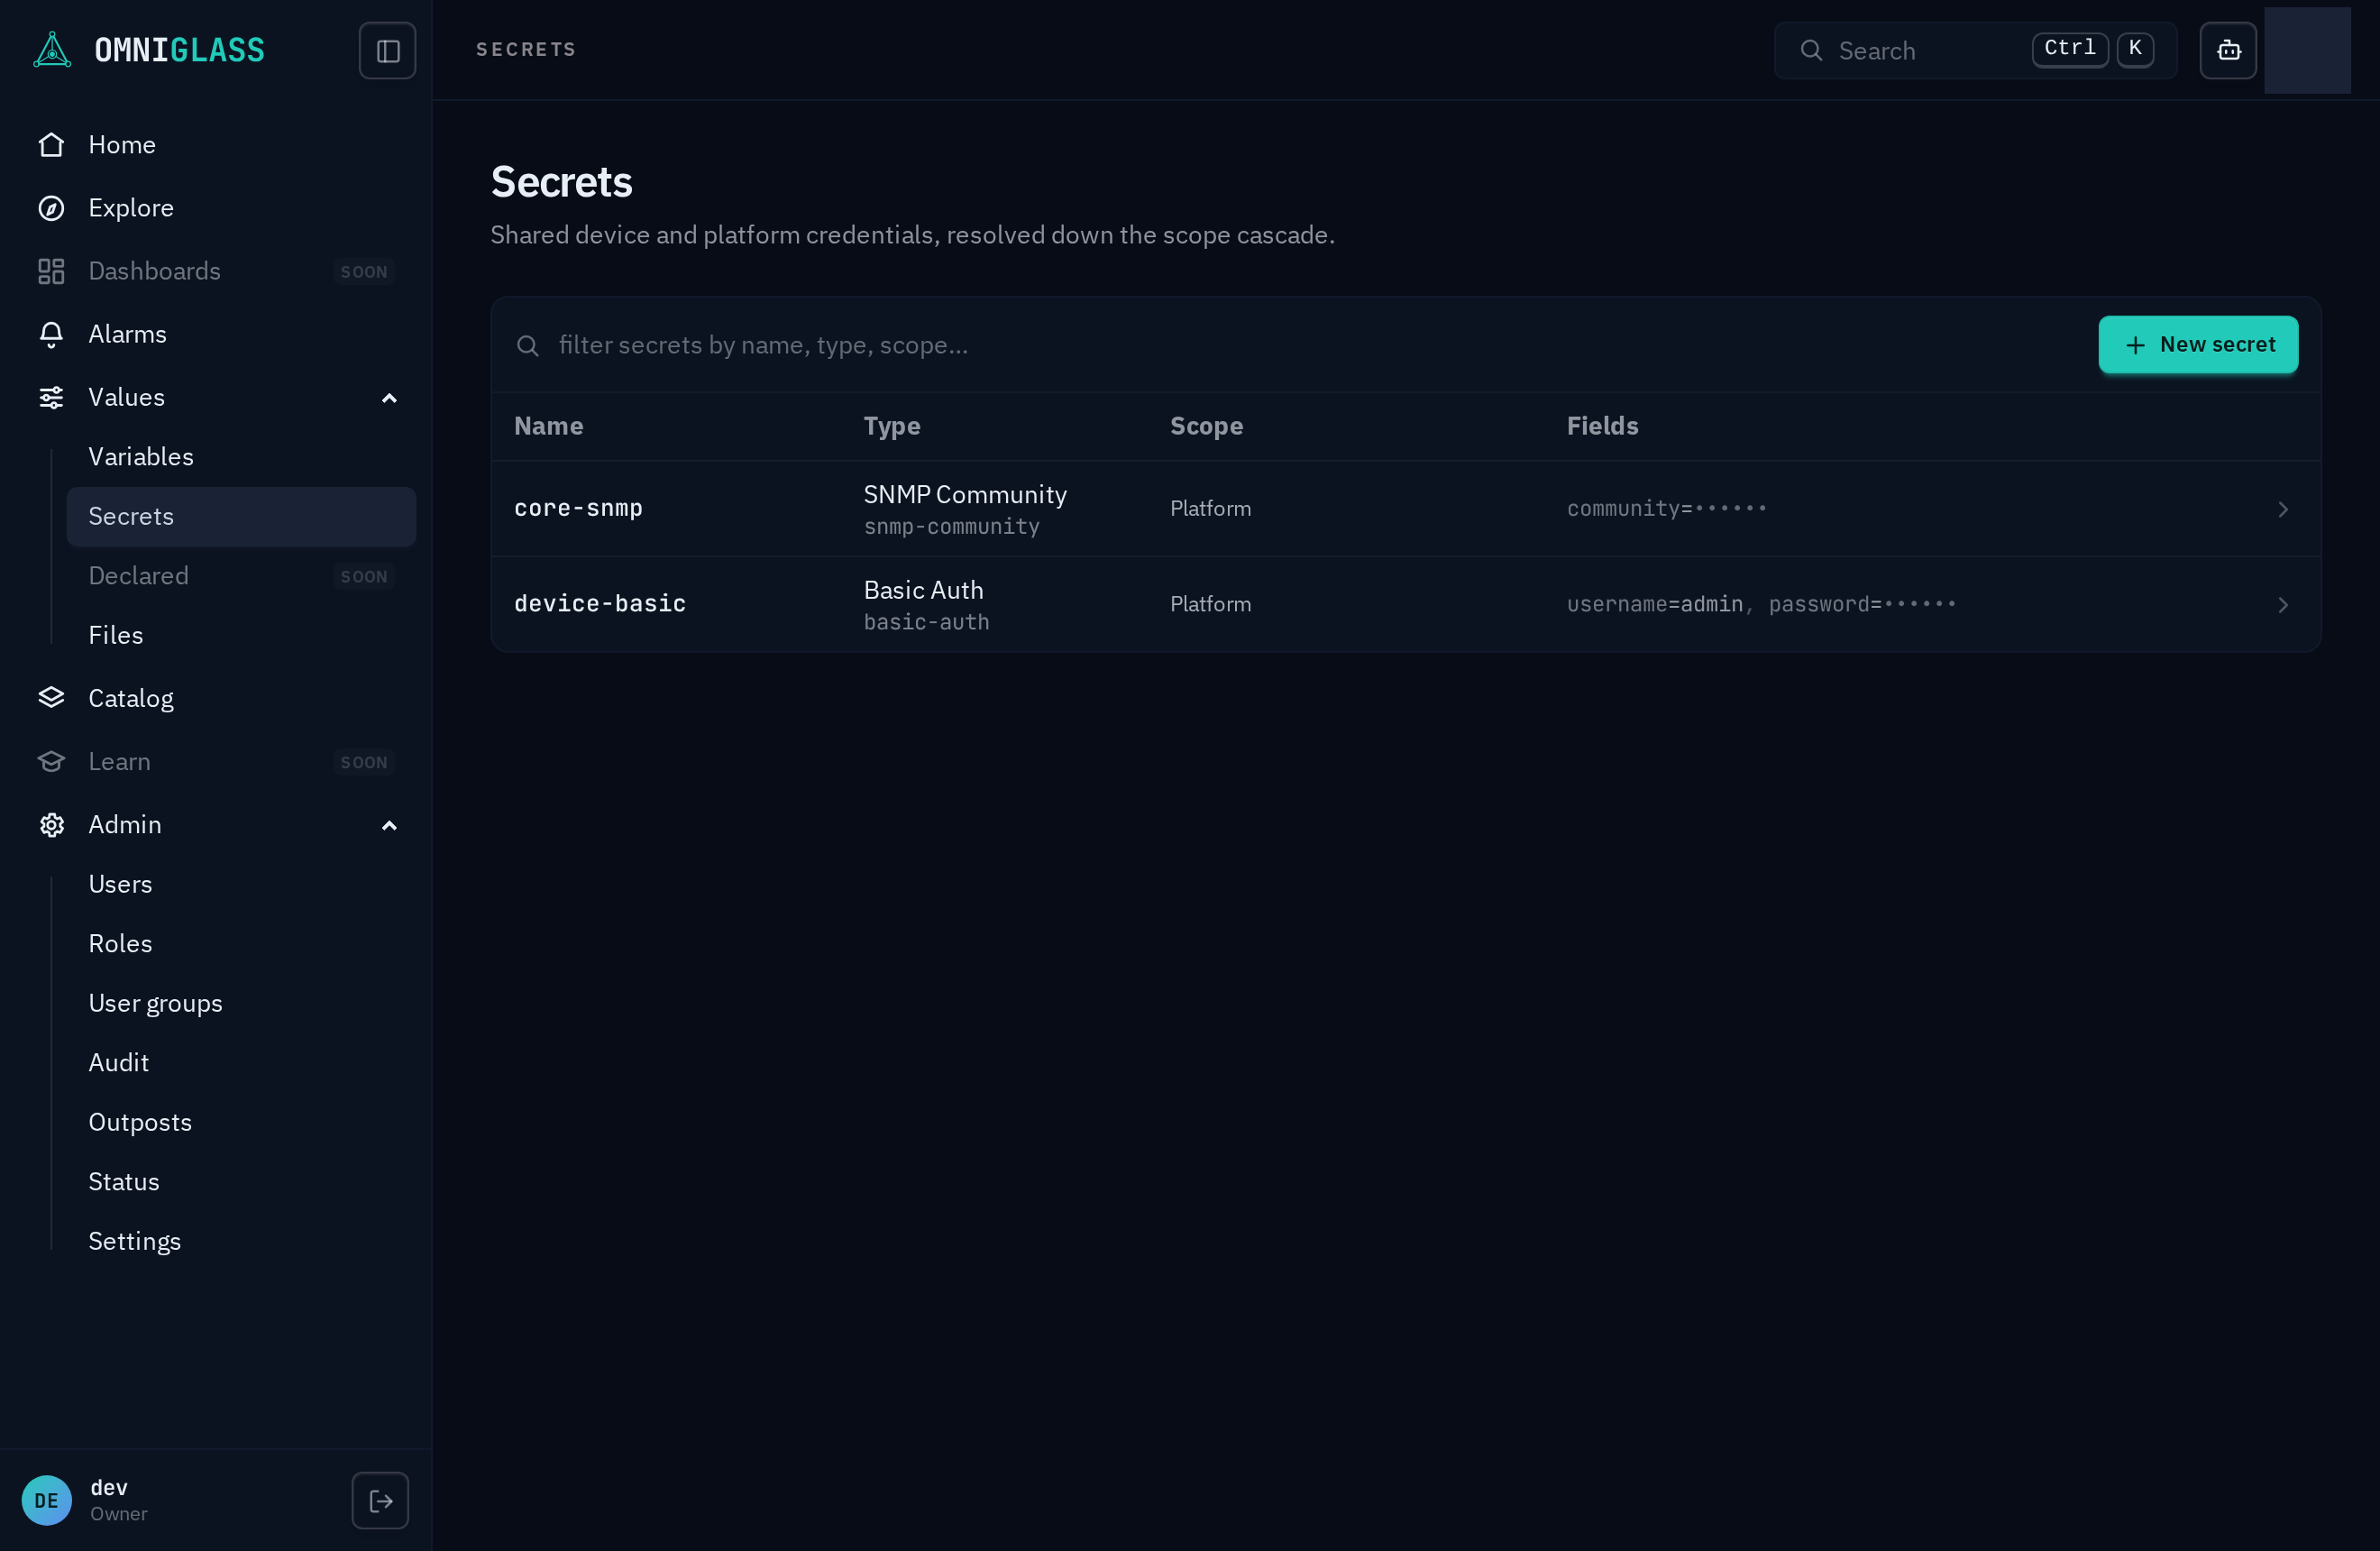 OMNIGLASS
SECRETS
Search
Ctrl K
Home
Explore
Dashboards SOON
Alarms
Values
Variables
Secrets
Declared SOON
Files
Catalog
Learn SOON
Admin
Users
Roles
User groups
Audit
Outposts
Status
Settings
DE
dev
Owner
Secrets
Shared device and platform credentials, resolved down the scope cascade.
filter secrets by name, type, scope...
New secret
Name Type Scope Fields
core-snmp SNMP Community Platform community=••••••
snmp-community
device-basic Basic Auth Platform username=admin, password=••••••
basic-auth